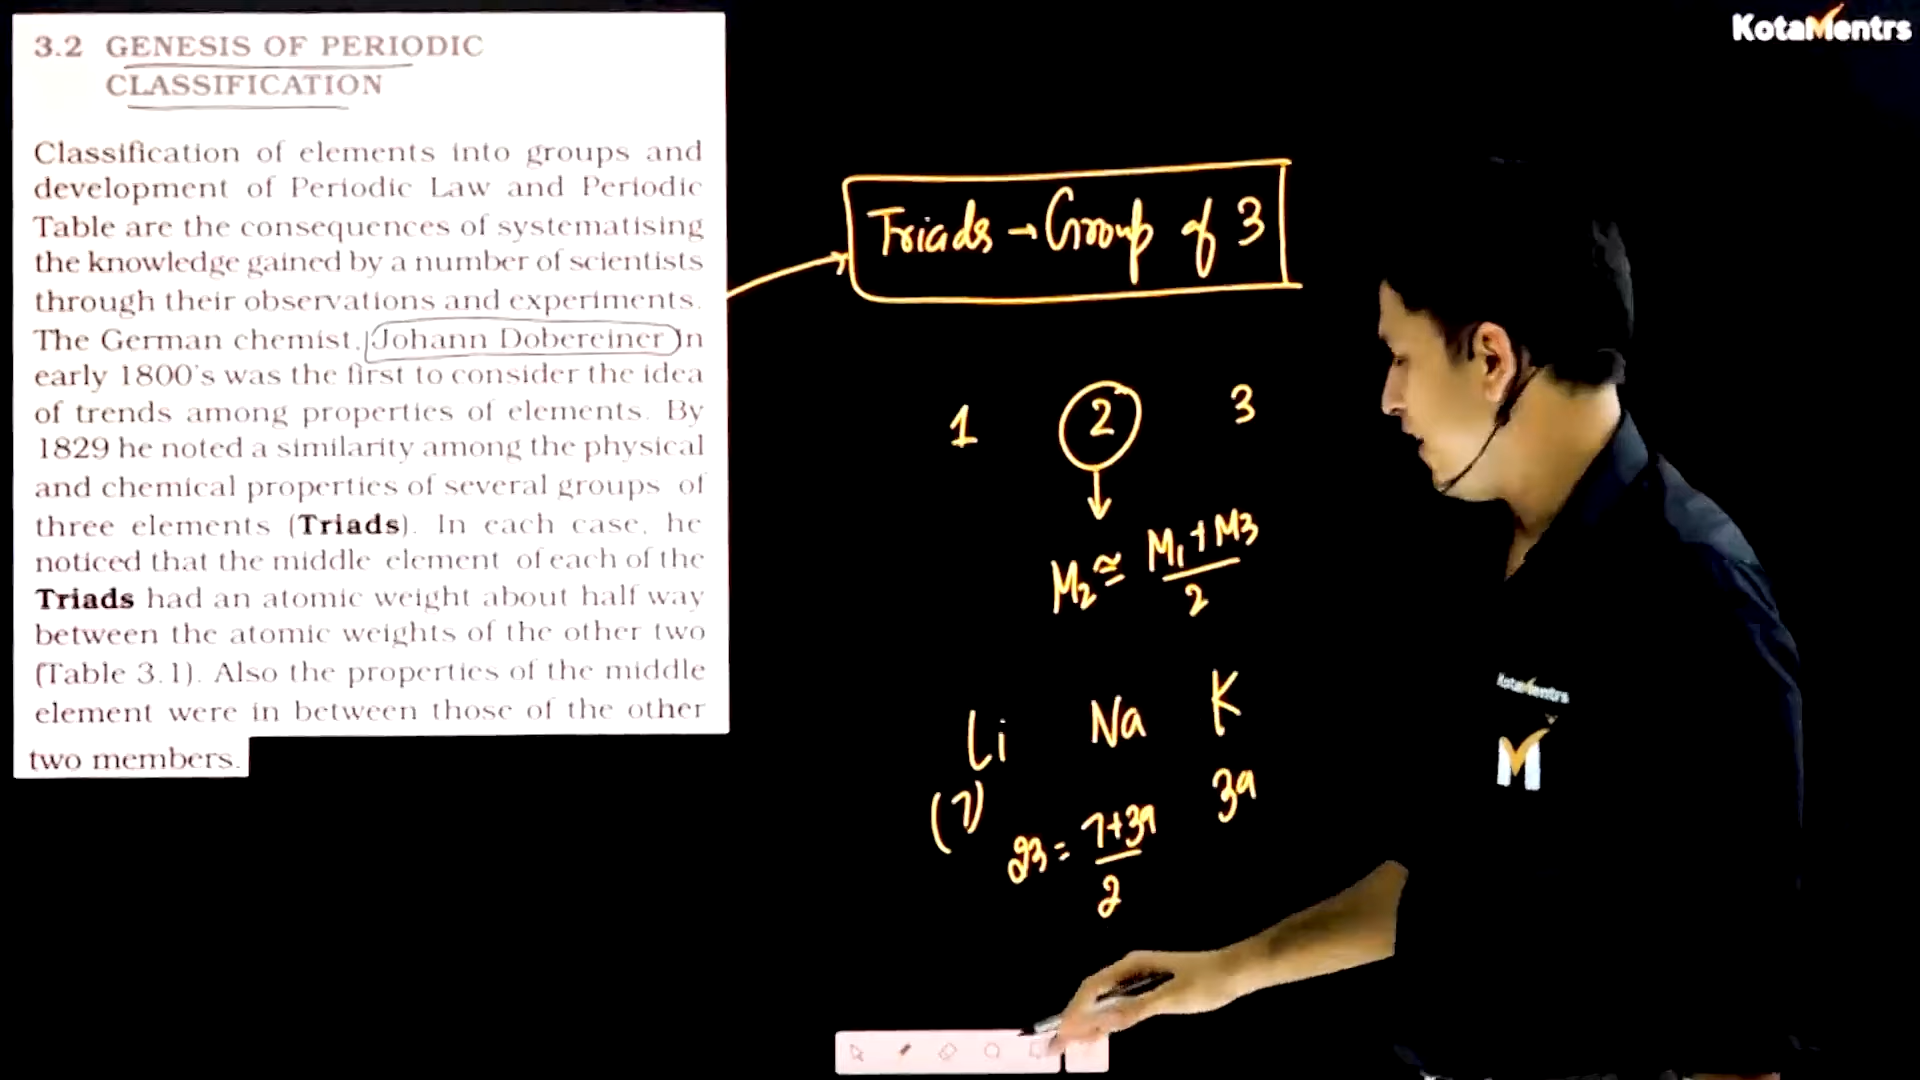 3.2 GENESIS OF PERIODIC
CLASSIFICATION
Classification of elements into groups and
development of Periodic Law and Periodic
Table are the consequences of systematising
the knowledge gained by a number of scientists
through their observations and experiments.
The German chemist, Johann Dobereiner in
early 1800's was the first to consider the idea
of trends among properties of elements. By
1829 he noted a similarity among the physical
and chemical properties of several groups of
three elements (Triads). In each case, he
noticed that the middle element of each of the
Triads had an atomic weight about half way
between the atomic weights of the other two
(Table 3.1). Also the properties of the middle
element were in between those of the other
two members.
KotaMentrs
Triads → Group of 3
1 2 3
M₂ ≅ M₁ + M3
2
Li Na K
(7) 39
23 = 7+39
2
KotaMentrs
M